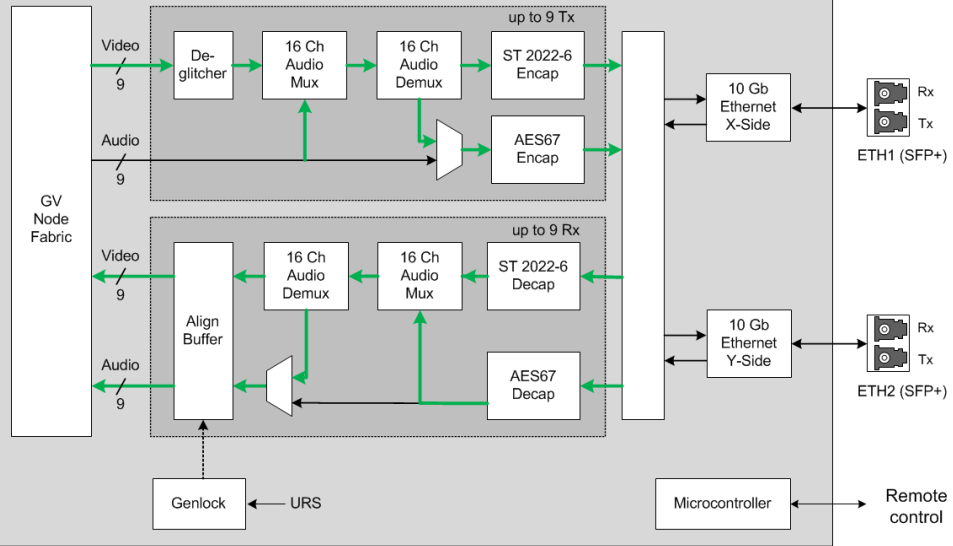 up to 9 Tx
Video
9
De-
glitcher
16 Ch
Audio
Mux
16 Ch
Audio
Demux
ST 2022-6
Encap
Audio
9
AES67
Encap
10 Gb
Ethernet
X-Side
Rx
Tx
ETH1 (SFP+)
GV
Node
Fabric
up to 9 Rx
Video
9
Align
Buffer
16 Ch
Audio
Demux
16 Ch
Audio
Mux
ST 2022-6
Decap
Audio
9
AES67
Decap
10 Gb
Ethernet
Y-Side
Rx
Tx
ETH2 (SFP+)
Genlock
URS
Microcontroller
Remote
control